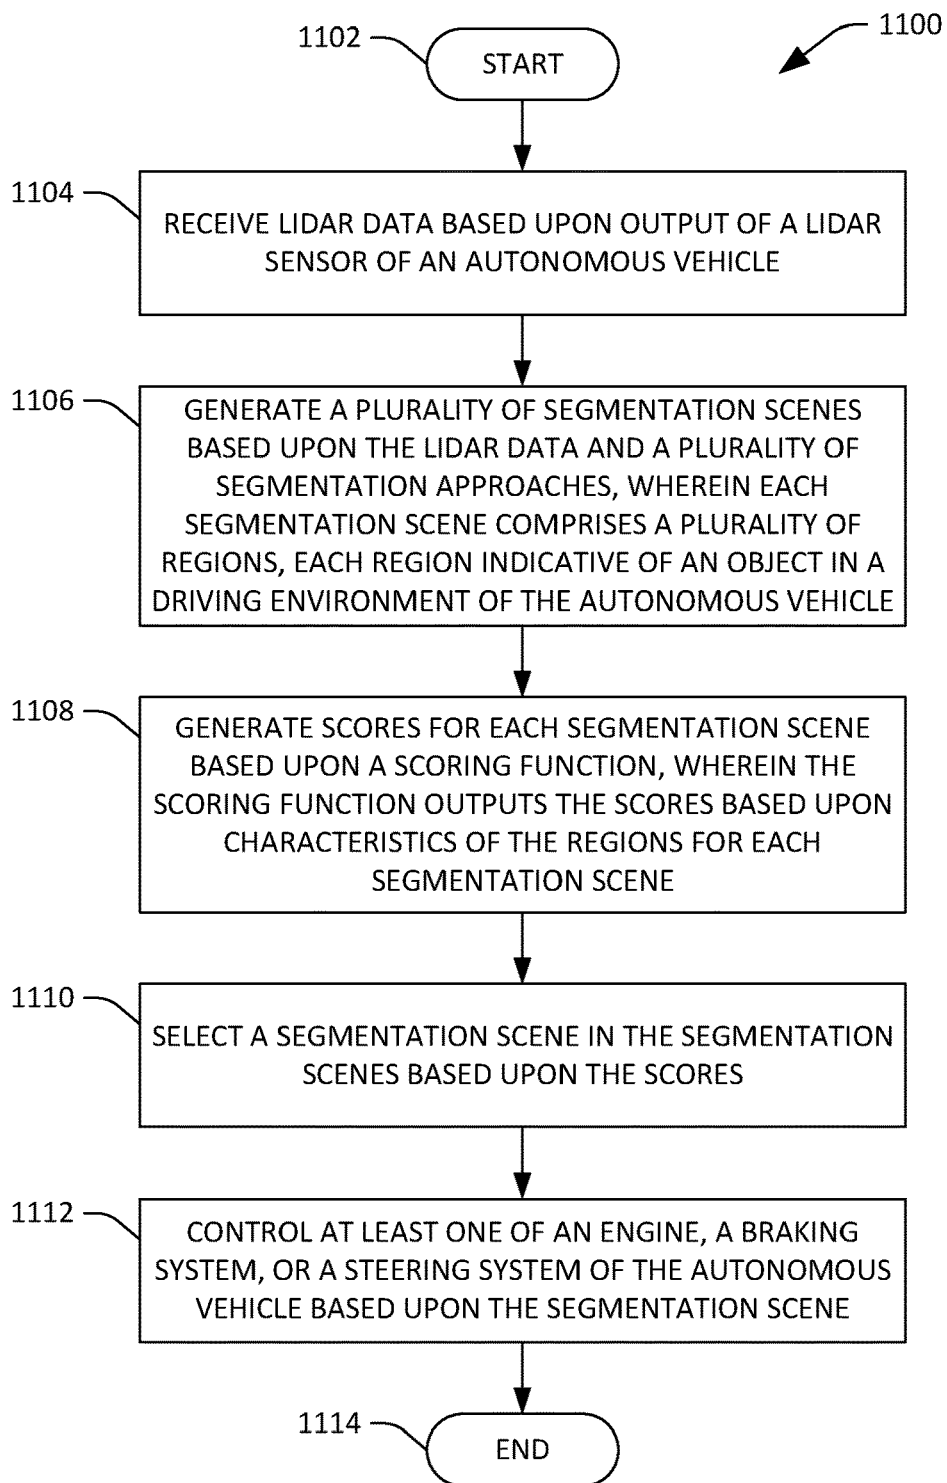 1100
1102
START
1104
RECEIVE LIDAR DATA BASED UPON OUTPUT OF A LIDAR
SENSOR OF AN AUTONOMOUS VEHICLE
1106
GENERATE A PLURALITY OF SEGMENTATION SCENES
BASED UPON THE LIDAR DATA AND A PLURALITY OF
SEGMENTATION APPROACHES, WHEREIN EACH
SEGMENTATION SCENE COMPRISES A PLURALITY OF
REGIONS, EACH REGION INDICATIVE OF AN OBJECT IN A
DRIVING ENVIRONMENT OF THE AUTONOMOUS VEHICLE
1108
GENERATE SCORES FOR EACH SEGMENTATION SCENE
BASED UPON A SCORING FUNCTION, WHEREIN THE
SCORING FUNCTION OUTPUTS THE SCORES BASED UPON
CHARACTERISTICS OF THE REGIONS FOR EACH
SEGMENTATION SCENE
1110
SELECT A SEGMENTATION SCENE IN THE SEGMENTATION
SCENES BASED UPON THE SCORES
1112
CONTROL AT LEAST ONE OF AN ENGINE, A BRAKING
SYSTEM, OR A STEERING SYSTEM OF THE AUTONOMOUS
VEHICLE BASED UPON THE SEGMENTATION SCENE
1114
END